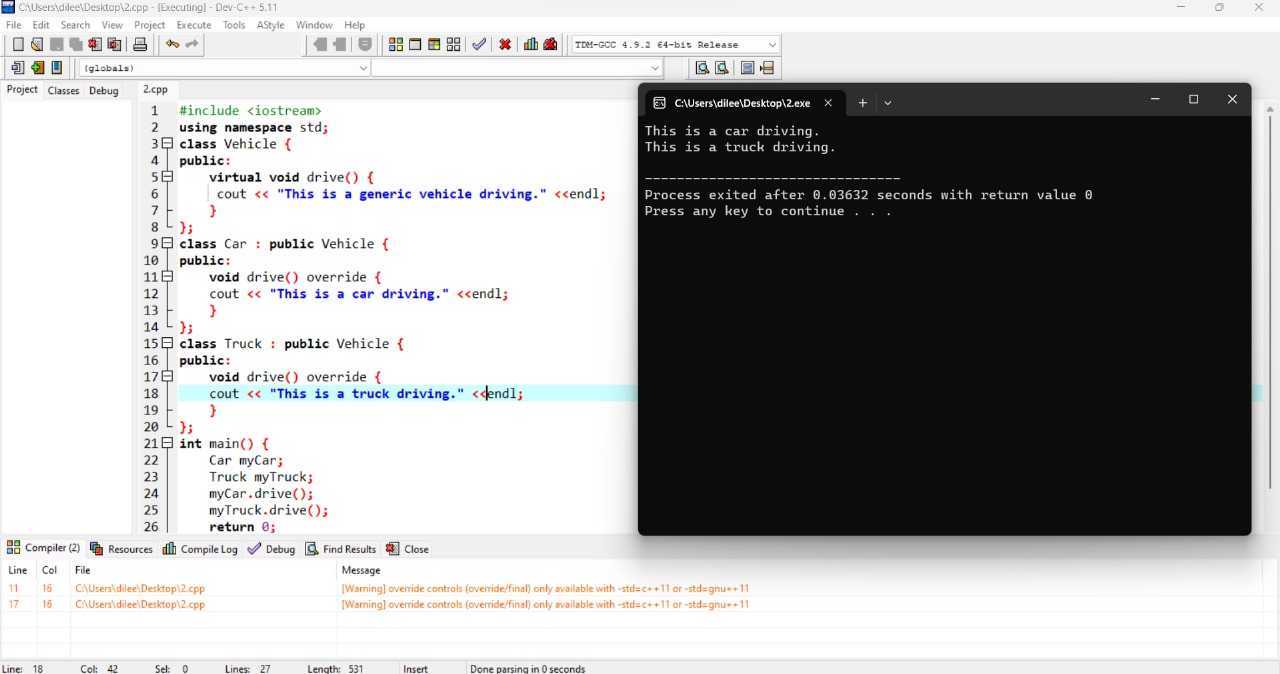 C:\Users\dilee\Desktop\2.cpp - [Executing] - Dev-C++ 5.11
File Edit Search View Project Execute Tools AStyle Window Help
TDM-GCC 4.9.2 64-bit Release
(globals)
Project Classes Debug
2.cpp
1 #include <iostream>
2 using namespace std;
3 class Vehicle {
4 public:
5 virtual void drive() {
6 cout << "This is a generic vehicle driving." <<endl;
7 }
8 };
9 class Car : public Vehicle {
10 public:
11 void drive() override {
12 cout << "This is a car driving." <<endl;
13 }
14 };
15 class Truck : public Vehicle {
16 public:
17 void drive() override {
18 cout << "This is a truck driving." <<endl;
19 }
20 };
21 int main() {
22 Car myCar;
23 Truck myTruck;
24 myCar.drive();
25 myTruck.drive();
26 return 0;
C:\Users\dilee\Desktop\2.exe
This is a car driving.
This is a truck driving.
--------------------------------
Process exited after 0.03632 seconds with return value 0
Press any key to continue . . .
Compiler (2) Resources Compile Log Debug Find Results Close
Line Col File Message
11 16 C:\Users\dilee\Desktop\2.cpp [Warning] override controls (override/final) only available with -std=c++11 or -std=gnu++11
17 16 C:\Users\dilee\Desktop\2.cpp [Warning] override controls (override/final) only available with -std=c++11 or -std=gnu++11
Line: 18 Col: 42 Sel: 0 Lines: 27 Length: 531 Insert Done parsing in 0 seconds